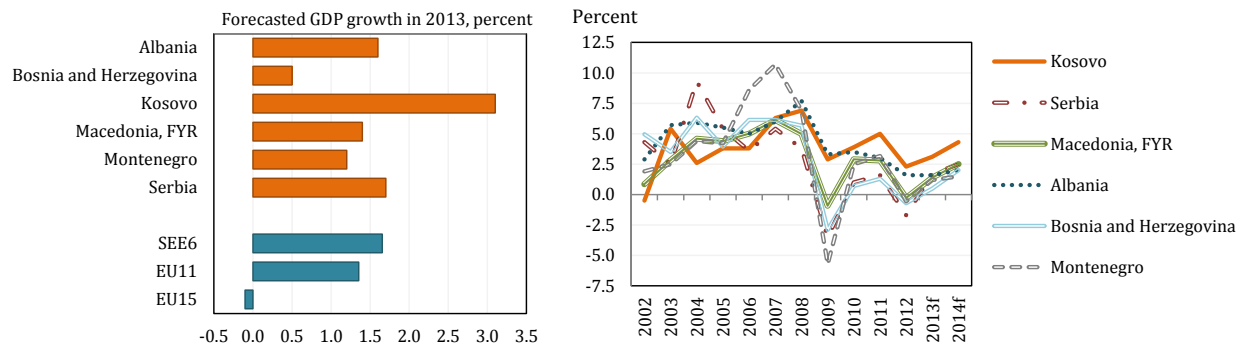 Forecasted GDP growth in 2013, percent
Albania
Bosnia and Herzegovina
Kosovo
Macedonia, FYR
Montenegro
Serbia
SEE6
EU11
EU15
-0.5 0.0 0.5 1.0 1.5 2.0 2.5 3.0 3.5
Percent
12.5
10.0
7.5
5.0
2.5
0.0
-2.5
-5.0
-7.5
2002 2003 2004 2005 2006 2007 2008 2009 2010 2011 2012 2013f 2014f
Kosovo
Serbia
Macedonia, FYR
Albania
Bosnia and Herzegovina
Montenegro